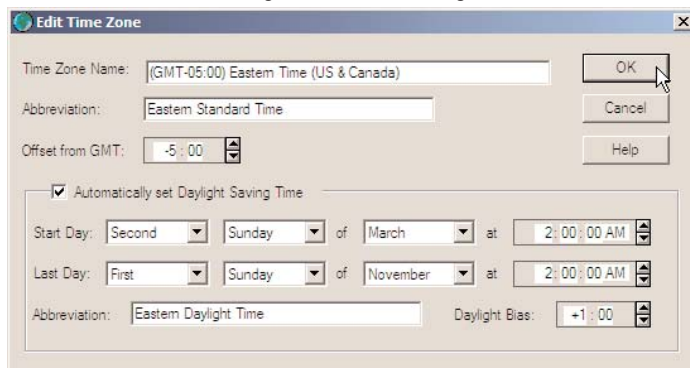 Edit Time Zone
Time Zone Name: (GMT-05:00) Eastern Time (US & Canada) OK
Abbreviation: Eastern Standard Time Cancel
Offset from GMT: -5 : 00 Help
Automatically set Daylight Saving Time
Start Day: Second Sunday of March at 2: 00: 00 AM
Last Day: First Sunday of November at 2: 00: 00 AM
Abbreviation: Eastern Daylight Time Daylight Bias: +1 : 00